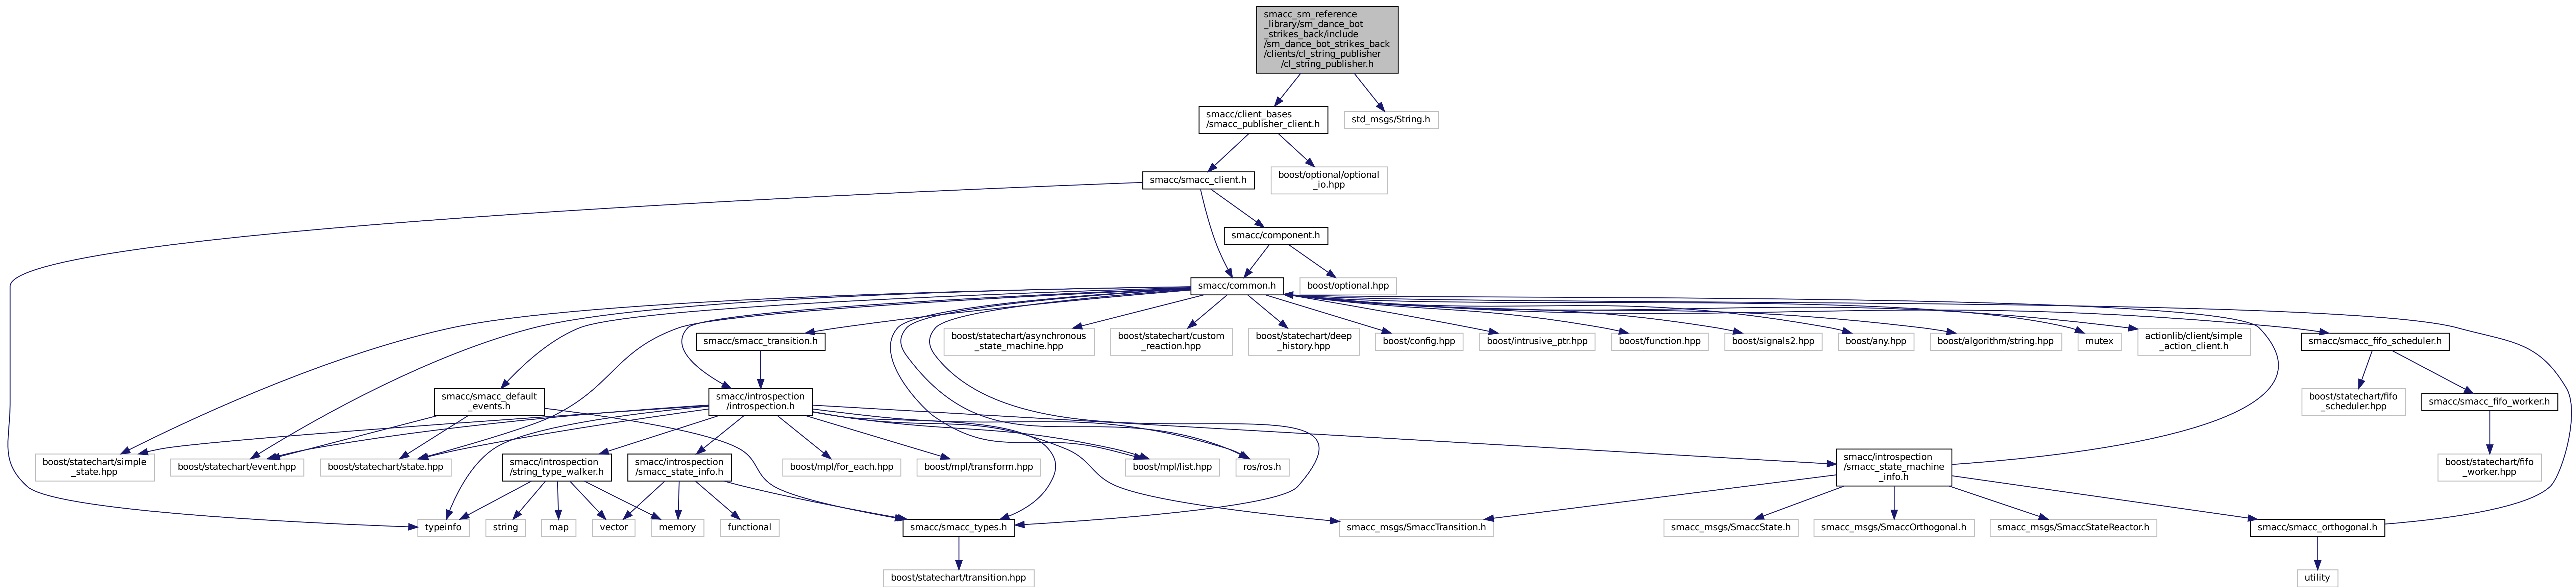 smacc_sm_reference
_library/sm_dance_bot
_strikes_back/include
/sm_dance_bot_strikes_back
/clients/cl_string_publisher
/cl_string_publisher.h
smacc/client_bases
/smacc_publisher_client.h
std_msgs/String.h
smacc/smacc_client.h
boost/optional/optional
_io.hpp
smacc/component.h
smacc/common.h
boost/optional.hpp
smacc/smacc_transition.h
boost/statechart/asynchronous
_state_machine.hpp
boost/statechart/custom
_reaction.hpp
boost/statechart/deep
_history.hpp
boost/config.hpp
boost/intrusive_ptr.hpp
boost/function.hpp
boost/signals2.hpp
boost/any.hpp
boost/algorithm/string.hpp
mutex
actionlib/client/simple
_action_client.h
smacc/smacc_fifo_scheduler.h
smacc/smacc_default
_events.h
smacc/introspection
/introspection.h
boost/statechart/fifo
_scheduler.hpp
smacc/smacc_fifo_worker.h
boost/statechart/simple
_state.hpp
boost/statechart/event.hpp
boost/statechart/state.hpp
smacc/introspection
/string_type_walker.h
smacc/introspection
/smacc_state_info.h
boost/mpl/for_each.hpp
boost/mpl/transform.hpp
boost/mpl/list.hpp
ros/ros.h
smacc/introspection
/smacc_state_machine
_info.h
boost/statechart/fifo
_worker.hpp
typeinfo
string
map
vector
memory
functional
smacc/smacc_types.h
smacc_msgs/SmaccTransition.h
smacc_msgs/SmaccState.h
smacc_msgs/SmaccOrthogonal.h
smacc_msgs/SmaccStateReactor.h
smacc/smacc_orthogonal.h
boost/statechart/transition.hpp
utility